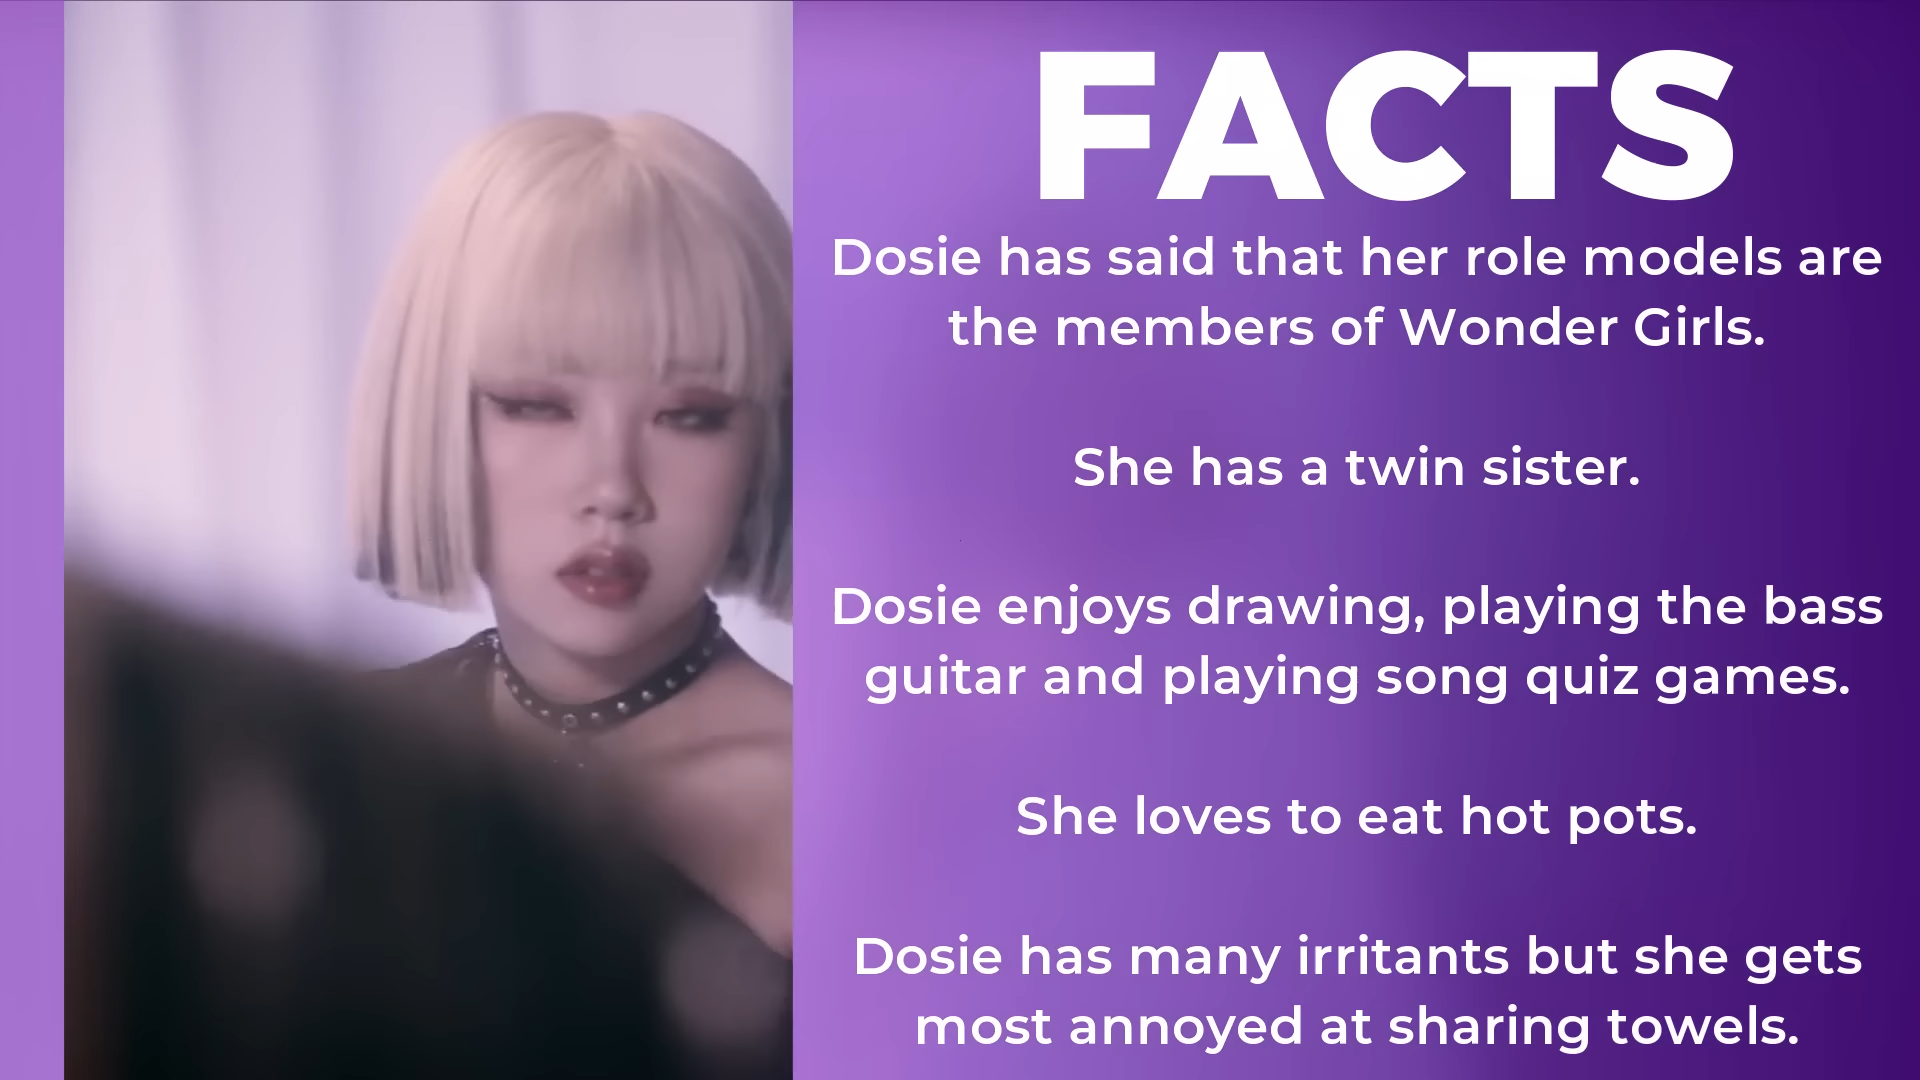 FACTS
Dosie has said that her role models are
the members of Wonder Girls.
She has a twin sister.
Dosie enjoys drawing, playing the bass
guitar and playing song quiz games.
She loves to eat hot pots.
Dosie has many irritants but she gets
most annoyed at sharing towels.